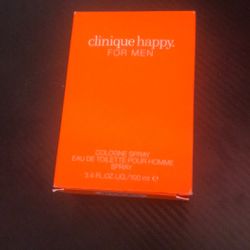 clinique happy.
FOR MEN
COLOGNE SPRAY
EAU DE TOILETTE POUR HOMME
SPRAY
3.4 FL.OZ.LIQ./100 ml ℮